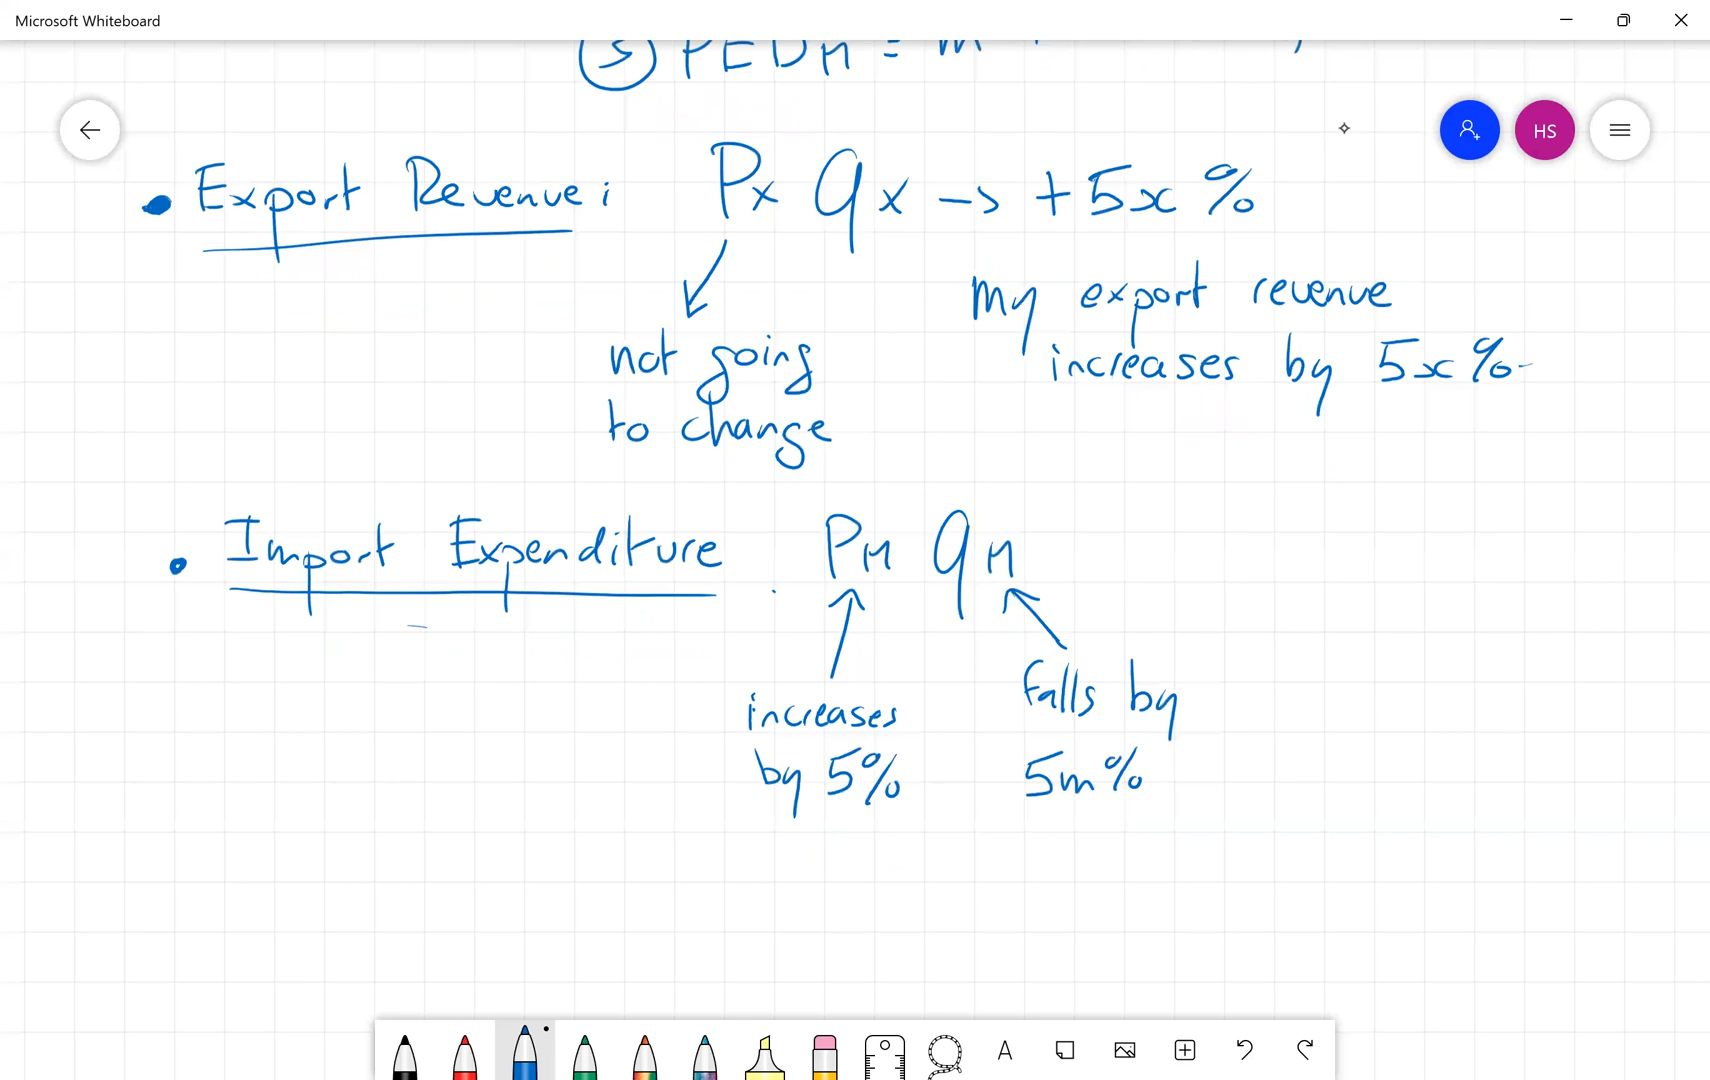 Microsoft Whiteboard
HS
• Export Revenue: Px Qx -> +5x%
not going
to change
my export revenue
increases by 5x%
• Import Expenditure PM QM
increases
by 5%
falls by
5m%
A